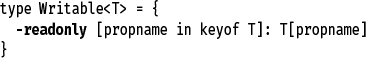 type Writable<T> = {
  -readonly [propname in keyof T]: T[propname]
}